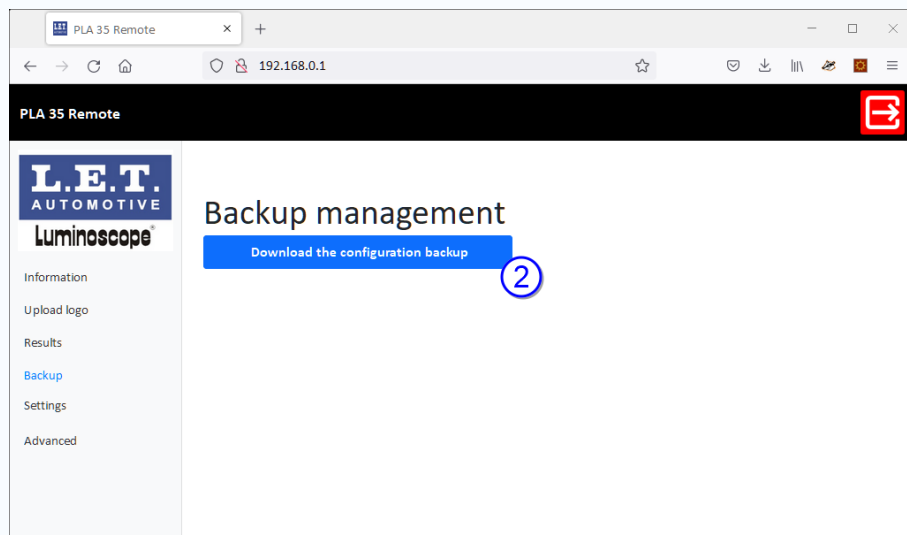 PLA 35 Remote
192.168.0.1
PLA 35 Remote
L.E.T.
AUTOMOTIVE
Luminoscope®
Information
Upload logo
Results
Backup
Settings
Advanced
Backup management
Download the configuration backup
2